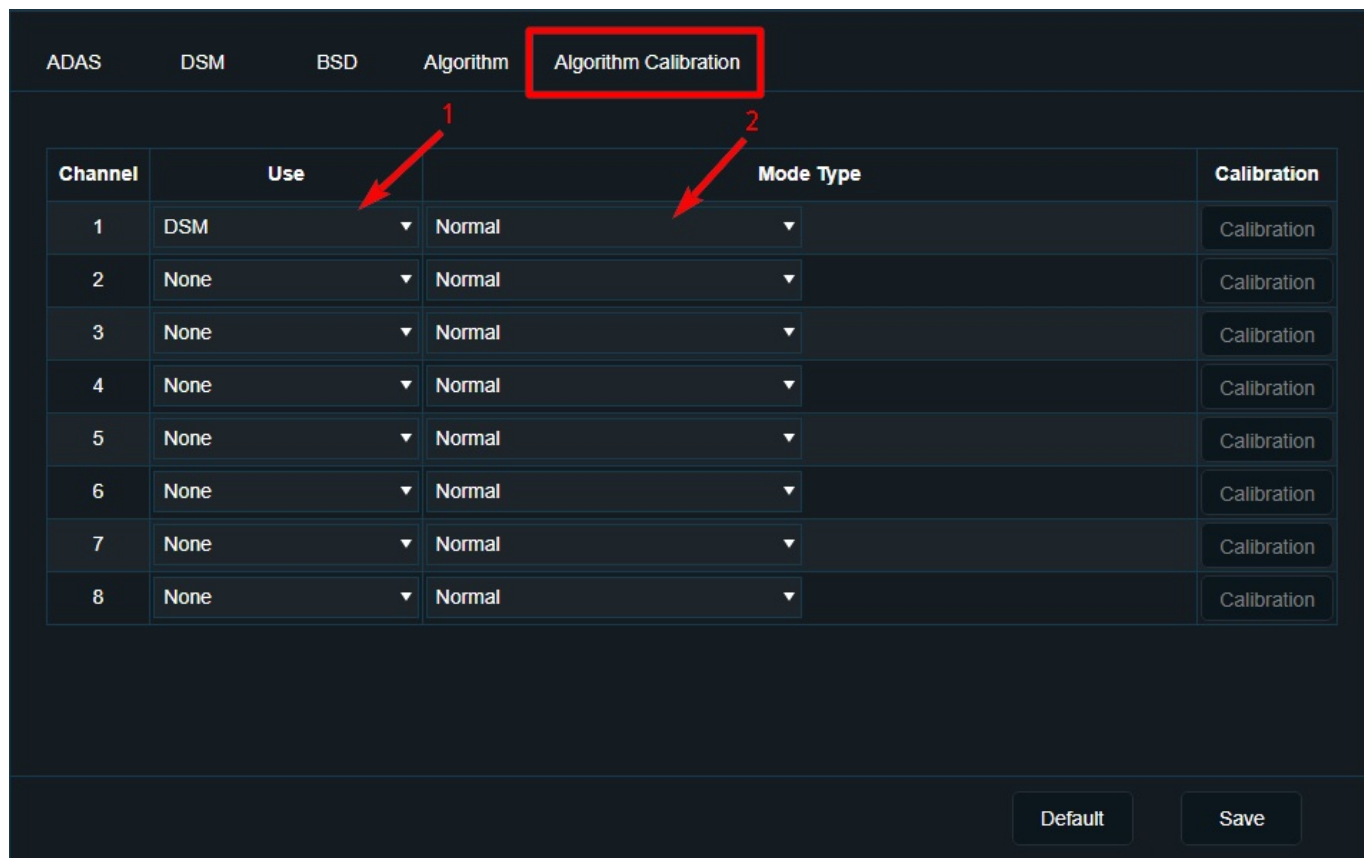 ADAS DSM BSD Algorithm Algorithm Calibration
1 2
Channel Use Mode Type Calibration
1 DSM Normal Calibration
2 None Normal Calibration
3 None Normal Calibration
4 None Normal Calibration
5 None Normal Calibration
6 None Normal Calibration
7 None Normal Calibration
8 None Normal Calibration
Default Save